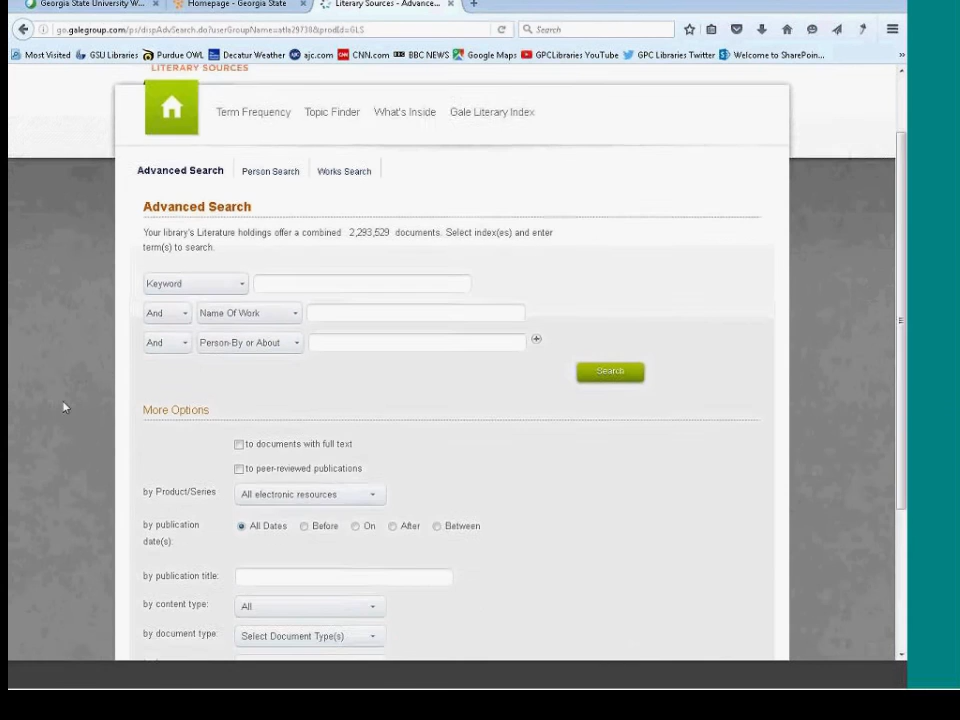 Georgia State University W...
Homepage - Georgia State
Literary Sources - Advance...
go.galegroup.com/ps/dispAdvSearch.do?userGroupName=atla29738&prodId=GLS
Search
Most Visited GSU Libraries Purdue OWL Decatur Weather ajc.com CNN.com BBC NEWS Google Maps GPCLibraries YouTube GPC Libraries Twitter Welcome to SharePoin...
LITERARY SOURCES
Term Frequency Topic Finder What's Inside Gale Literary Index
Advanced Search Person Search Works Search
Advanced Search
Your library's Literature holdings offer a combined 2,293,529 documents. Select index(es) and enter
term(s) to search.
Keyword
And Name Of Work
And Person-By or About
Search
More Options
to documents with full text
to peer-reviewed publications
by Product/Series All electronic resources
by publication All Dates Before On After Between
date(s):
by publication title:
by content type: All
by document type: Select Document Type(s)